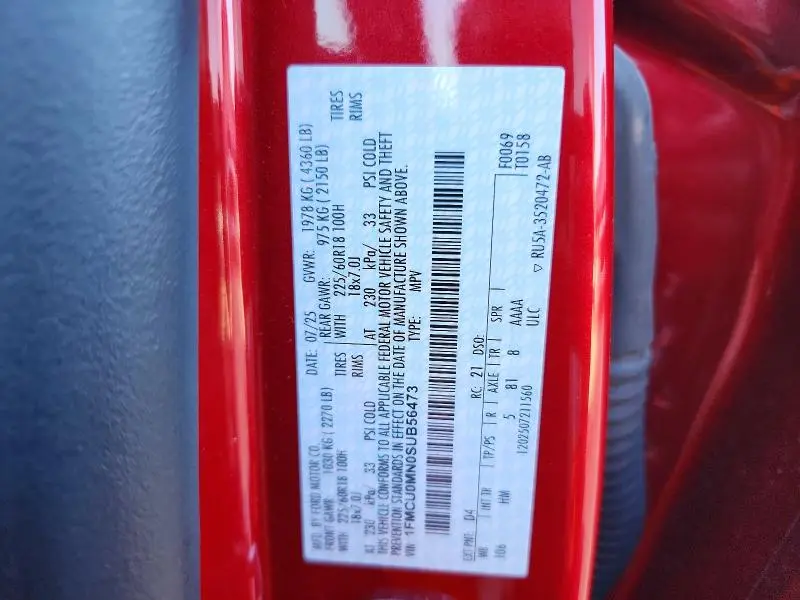 MFD. BY FORD MOTOR CO. DATE: 07/25 GVWR: 1978 KG ( 4360 LB)
FRONT GAWR: 1030 KG ( 2270 LB) REAR GAWR: 975 KG ( 2150 LB)
WITH 225/60R18 100H TIRES WITH 225/60R18 100H TIRES
18x7.0J RIMS 18x7.0J RIMS
AT 230 kPa/ 33 PSI COLD AT 230 kPa/ 33 PSI COLD
THIS VEHICLE CONFORMS TO ALL APPLICABLE FEDERAL MOTOR VEHICLE SAFETY AND THEFT
PREVENTION STANDARDS IN EFFECT ON THE DATE OF MANUFACTURE SHOWN ABOVE.
VIN: 1FMCU0MN0SUB56473 TYPE: MPV
F0069
EXT PNT: D4 RC: 21 DSO: T0158
WB INT TR TP/PS R AXLE TR SPR
106 HM 5 81 8 AAAA
ULC
1202507211560 ▽ RU5A-3520472-AB